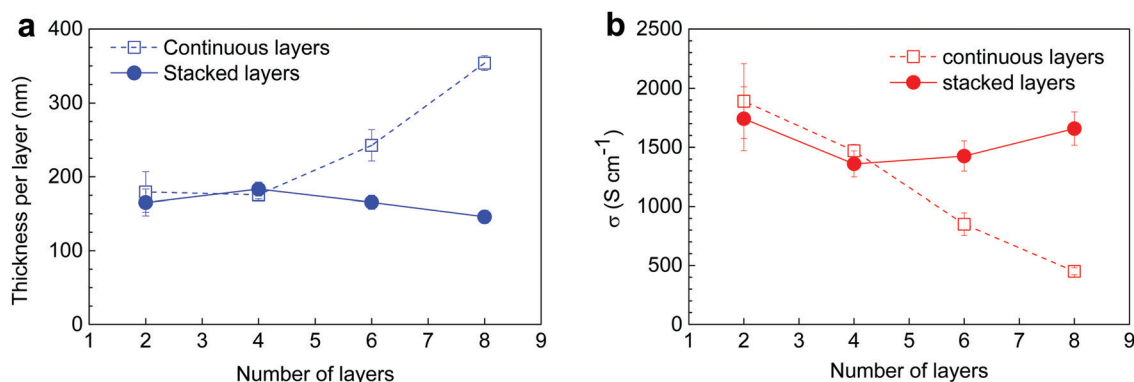 a
400
300
200
100
0
Thickness per layer (nm)
Continuous layers
Stacked layers
1 2 3 4 5 6 7 8 9
Number of layers
b
2500
2000
1500
1000
500
0
σ (S cm⁻¹)
continuous layers
stacked layers
1 2 3 4 5 6 7 8 9
Number of layers